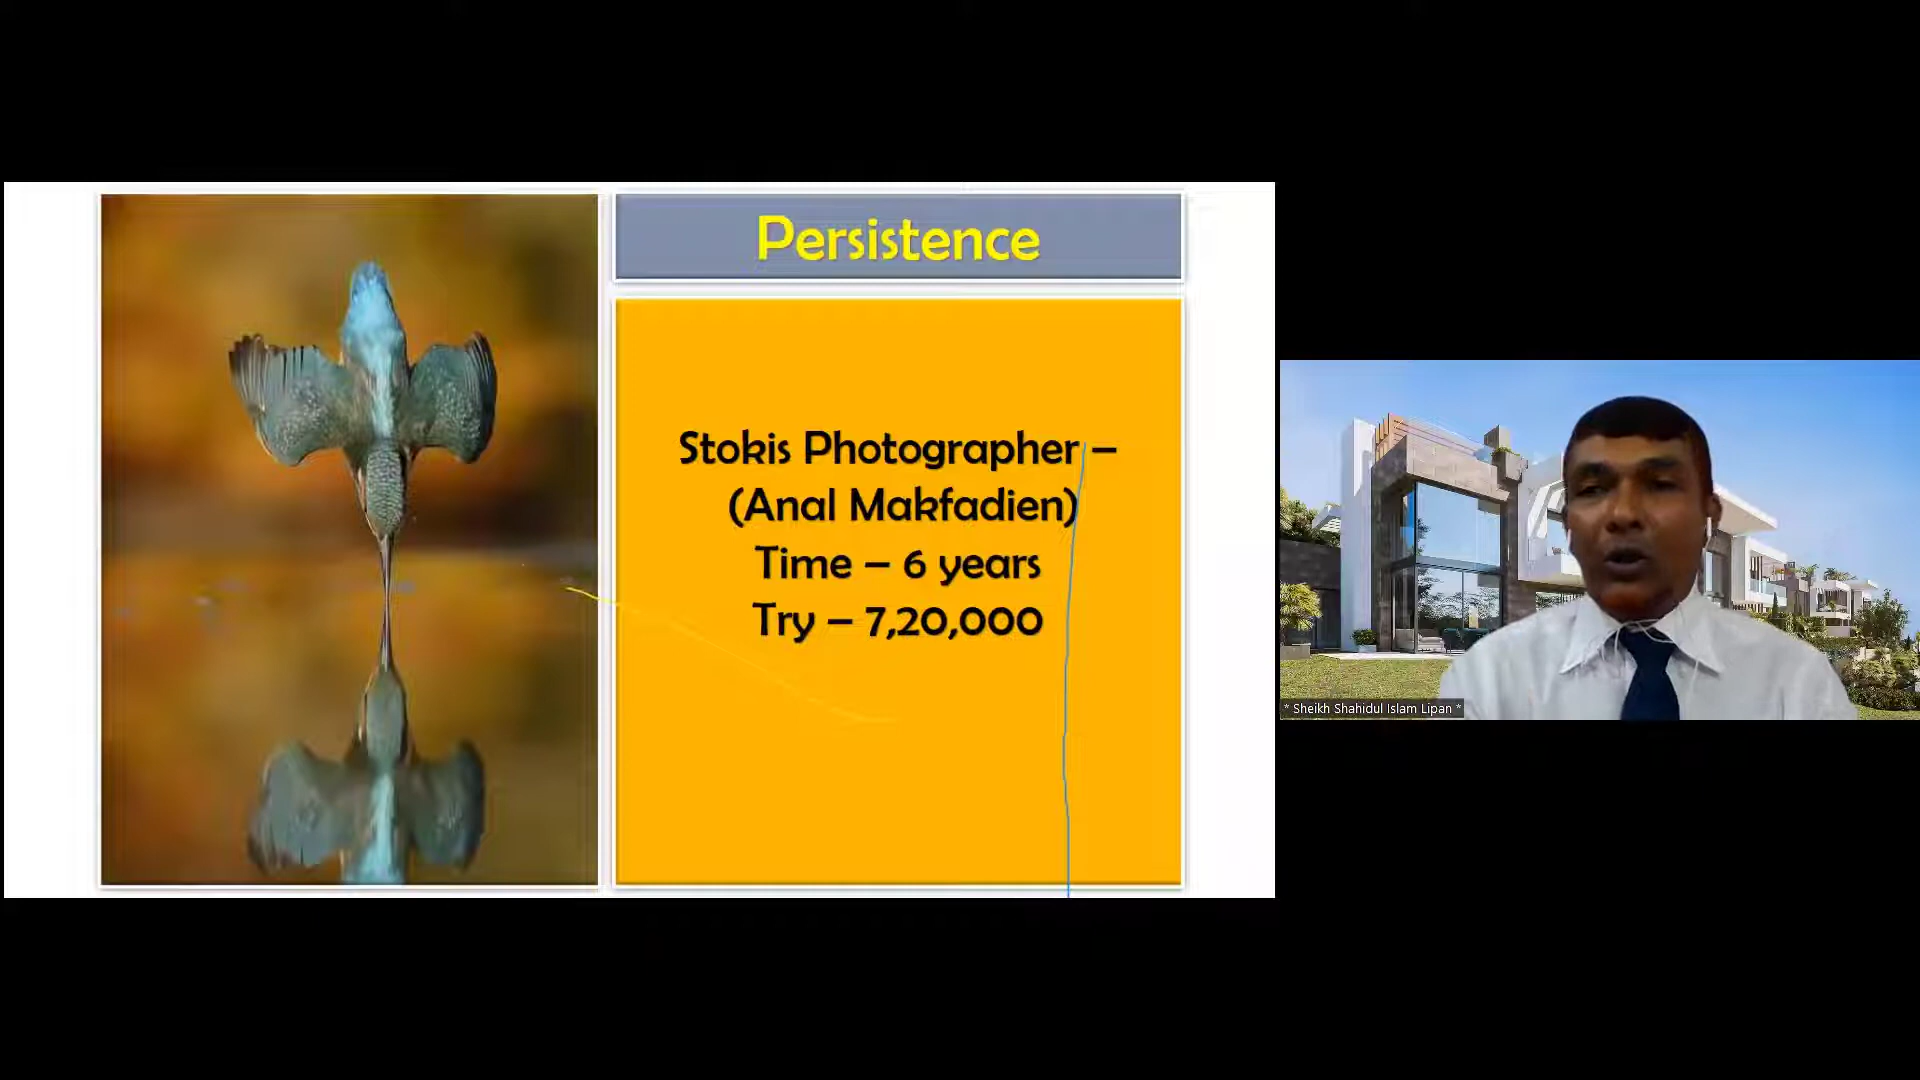 Persistence
Stokis Photographer –
(Anal Makfadien)
Time – 6 years
Try – 7,20,000
* Sheikh Shahidul Islam Lipan *